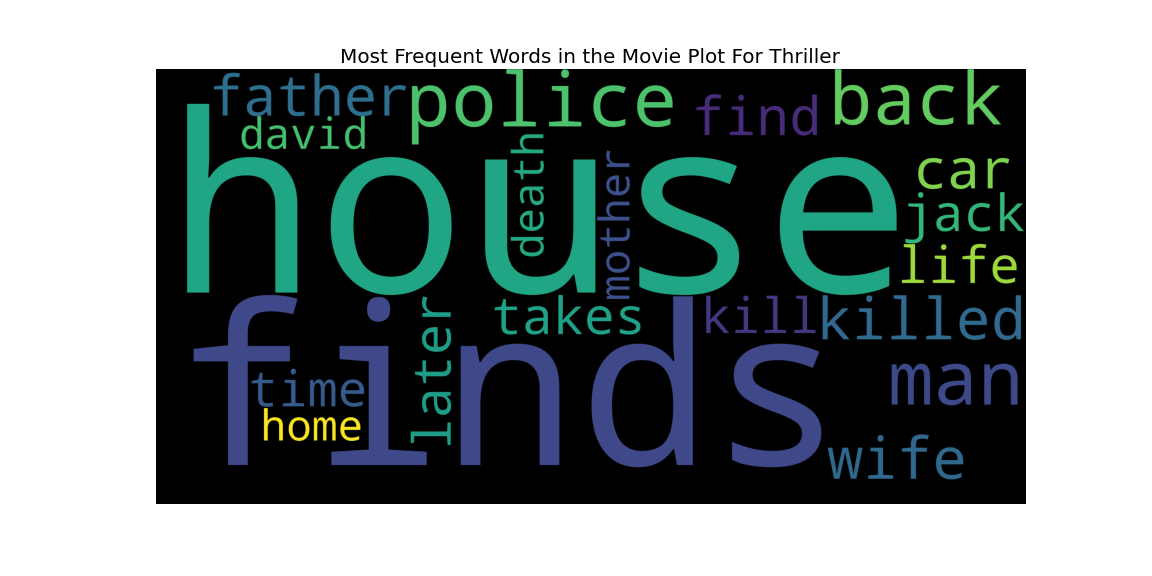 Most Frequent Words in the Movie Plot For Thriller
father police find back
david
house
death
mother
car
jack
life
finds
later
takes
kill killed
time
man
home
wife